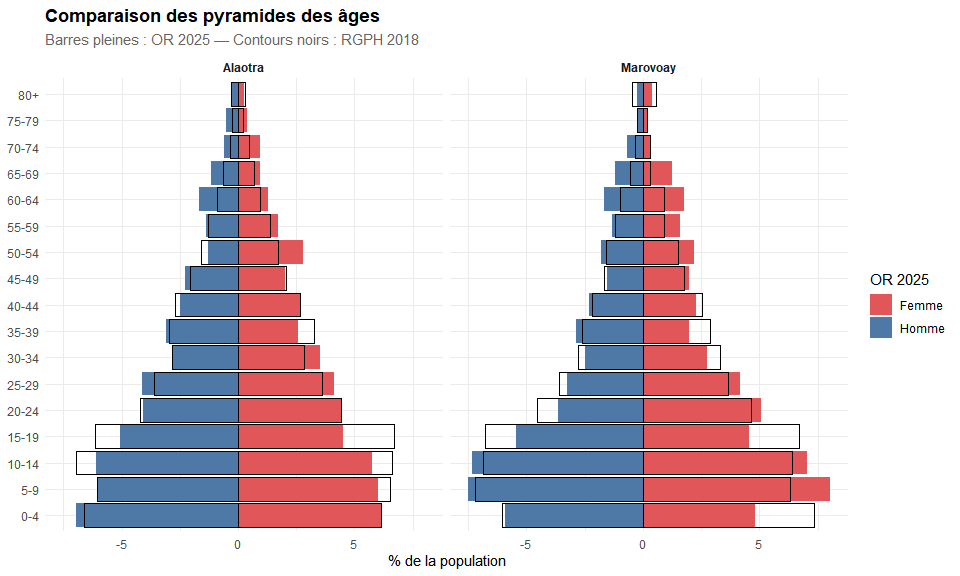 Comparaison des pyramides des âges
Barres pleines : OR 2025 — Contours noirs : RGPH 2018
Alaotra
Marovoay
80+
75-79
70-74
65-69
60-64
55-59
50-54
45-49
40-44
35-39
30-34
25-29
20-24
15-19
10-14
5-9
0-4
-5
0
5
-5
0
5
% de la population
OR 2025
Femme
Homme